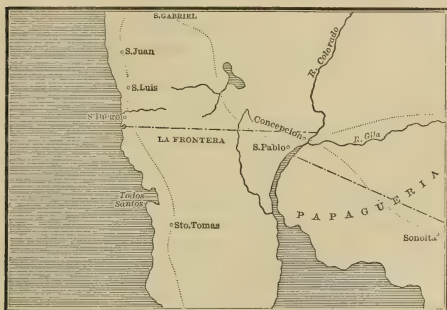 S.GABRIEL
S.Juan
R. Colorado
S.Luis
Concepcion
S.Diego
R. Gila
LA FRONTERA
S.Pablo
PAPAGUERIA
Todos
Santos
Sto.Tomas
Sonoita